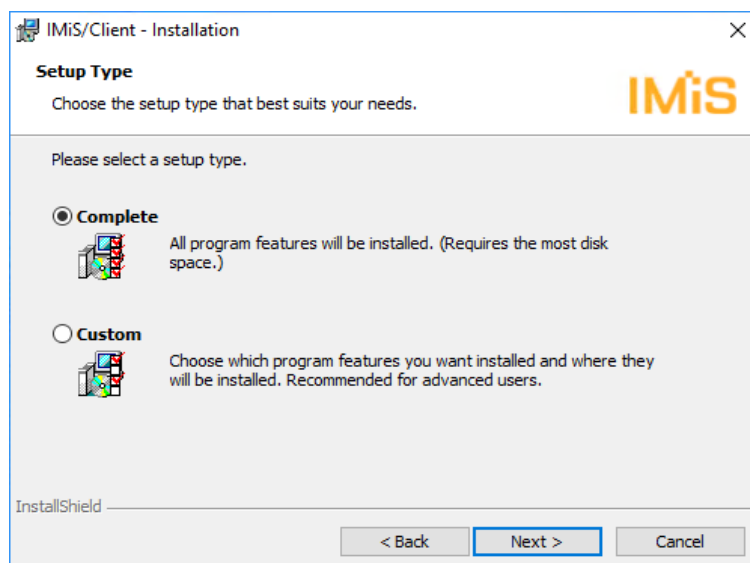 IMiS/Client - Installation
Setup Type
Choose the setup type that best suits your needs.
IMiS
Please select a setup type.
Complete
All program features will be installed. (Requires the most disk
space.)
Custom
Choose which program features you want installed and where they
will be installed. Recommended for advanced users.
InstallShield
< Back
Next >
Cancel